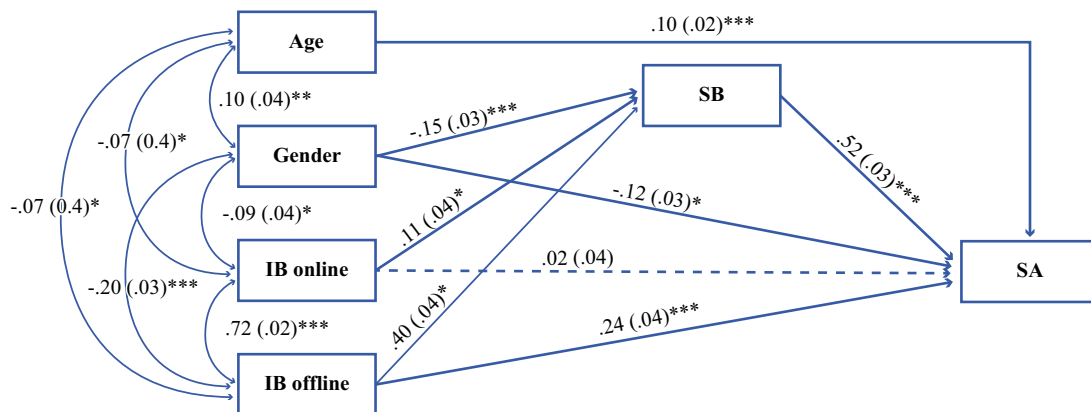 Age
.10 (.02)***
SB
.10 (.04)**
-.15 (.03)***
-.07 (0.4)*
Gender
.52 (.03)***
-.12 (.03)*
-.07 (0.4)*
-.09 (.04)*
.11 (.04)*
IB online
.02 (.04)
SA
-.20 (.03)***
.72 (.02)***
.40 (.04)*
.24 (.04)***
IB offline